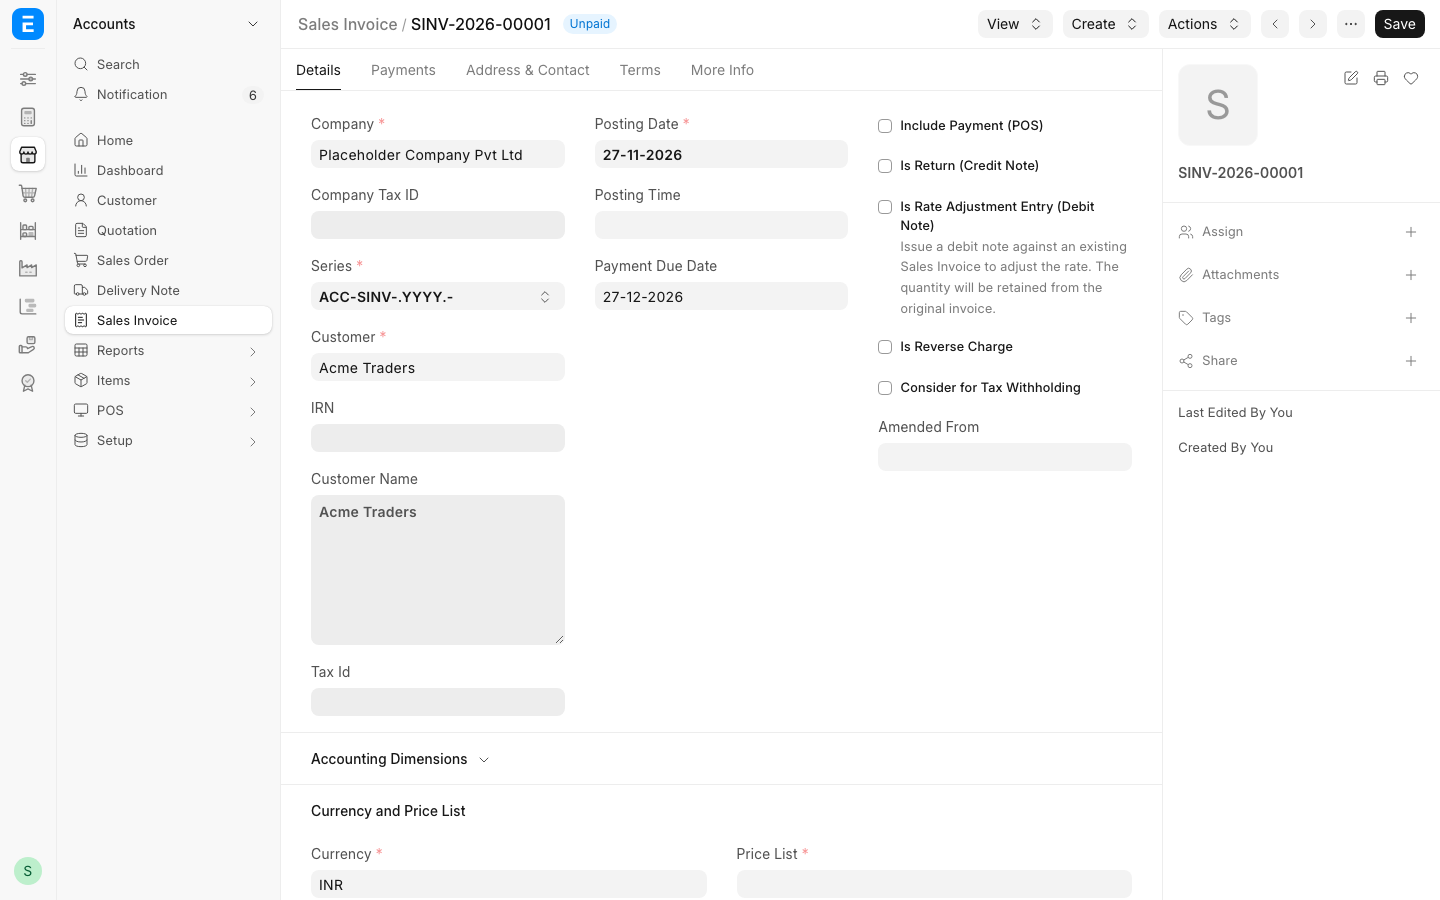 Accounts
Search
Notification 6
Home
Dashboard
Customer
Quotation
Sales Order
Delivery Note
Sales Invoice
Reports
Items
POS
Setup
S
Sales Invoice / SINV-2026-00001 Unpaid
View Create Actions ··· Save
Details Payments Address & Contact Terms More Info
Company *
Placeholder Company Pvt Ltd
Company Tax ID
Series *
ACC-SINV-.YYYY.-
Customer *
Acme Traders
IRN
Customer Name
Acme Traders
Tax Id
Posting Date *
27-11-2026
Posting Time
Payment Due Date
27-12-2026
Include Payment (POS)
Is Return (Credit Note)
Is Rate Adjustment Entry (Debit
Note)
Issue a debit note against an existing
Sales Invoice to adjust the rate. The
quantity will be retained from the
original invoice.
Is Reverse Charge
Consider for Tax Withholding
Amended From
Accounting Dimensions
Currency and Price List
Currency *
INR
Price List *
S
SINV-2026-00001
Assign
Attachments
Tags
Share
Last Edited By You
Created By You